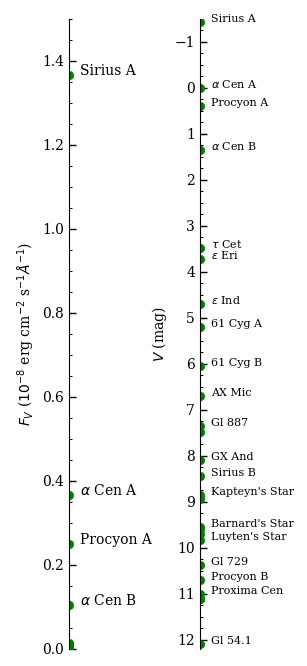 1.4
1.2
1.0
0.8
0.6
0.4
0.2
0.0
F_V (10^{-8} erg cm^{-2} s^{-1} Å^{-1})
Sirius A
α Cen A
Procyon A
α Cen B
−1
0
1
2
3
4
5
6
7
8
9
10
11
12
V (mag)
Sirius A
α Cen A
Procyon A
α Cen B
τ Cet
ε Eri
ε Ind
61 Cyg A
61 Cyg B
AX Mic
Gl 887
GX And
Sirius B
Kapteyn's Star
Barnard's Star
Luyten's Star
Gl 729
Procyon B
Proxima Cen
Gl 54.1